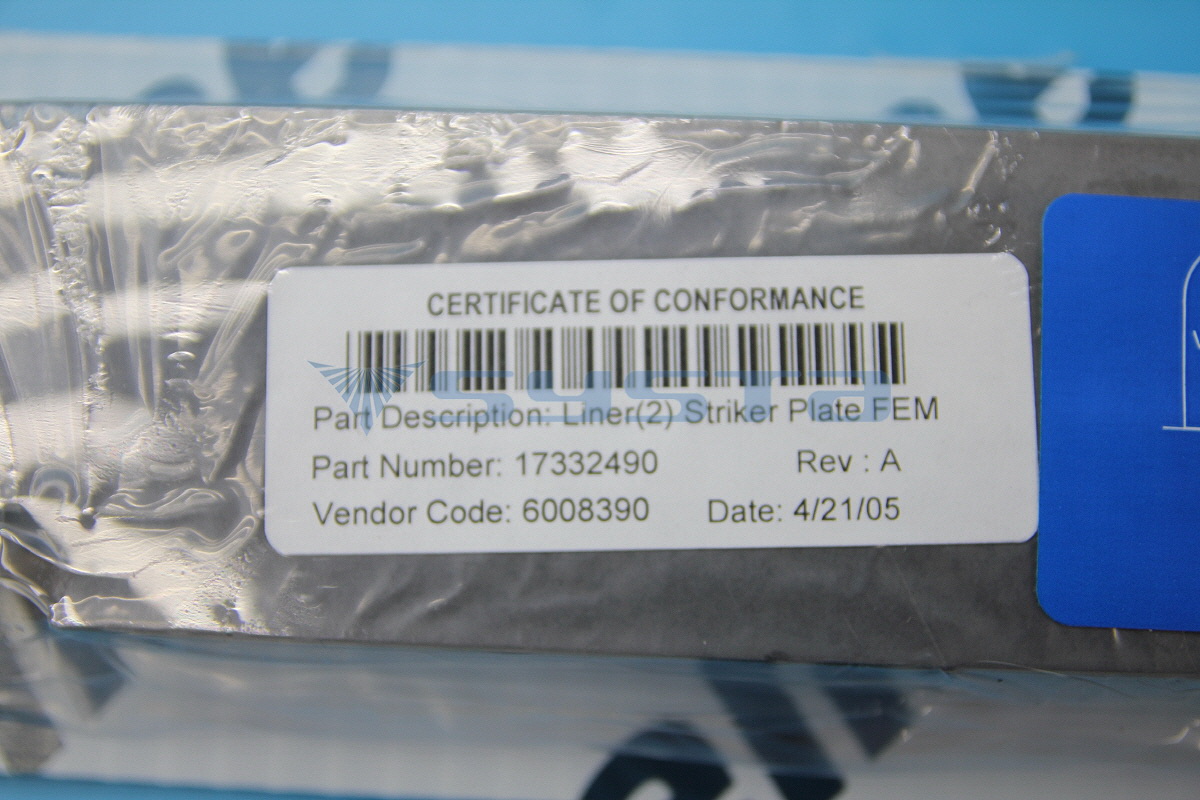 CERTIFICATE OF CONFORMANCE
systa
Part Description: Liner(2) Striker Plate FEM
Part Number: 17332490 Rev : A
Vendor Code: 6008390 Date: 4/21/05